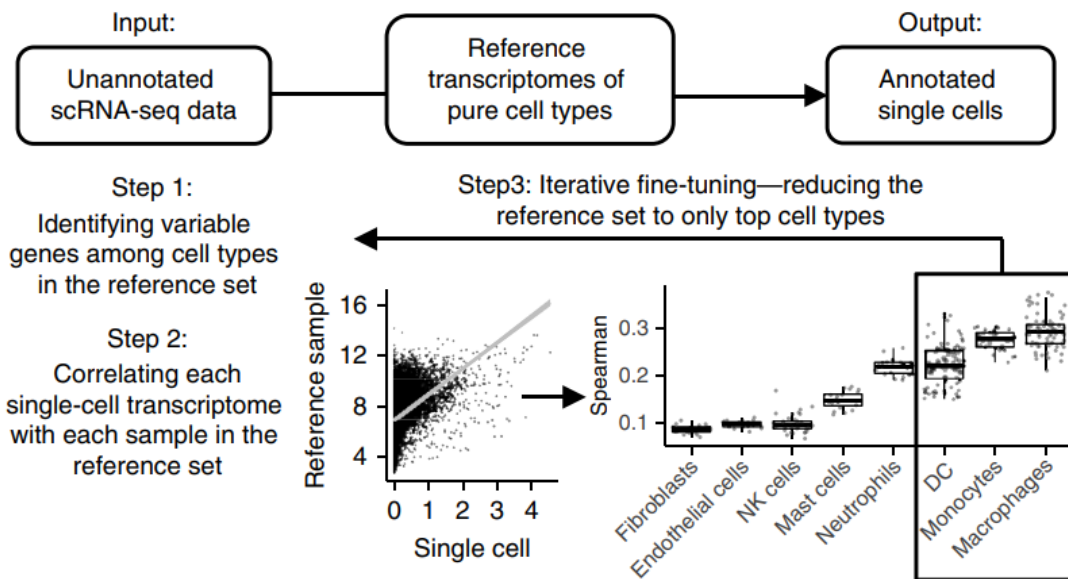 Input:
Unannotated
scRNA-seq data
Reference
transcriptomes of
pure cell types
Output:
Annotated
single cells
Step 1:
Identifying variable
genes among cell types
in the reference set
Step 2:
Correlating each
single-cell transcriptome
with each sample in the
reference set
Step3: Iterative fine-tuning—reducing the
reference set to only top cell types
Reference sample
16
12
8
4
0 1 2 3 4
Single cell
Spearman
0.3
0.2
0.1
Fibroblasts
Endothelial cells
NK cells
Mast cells
Neutrophils
DC
Monocytes
Macrophages